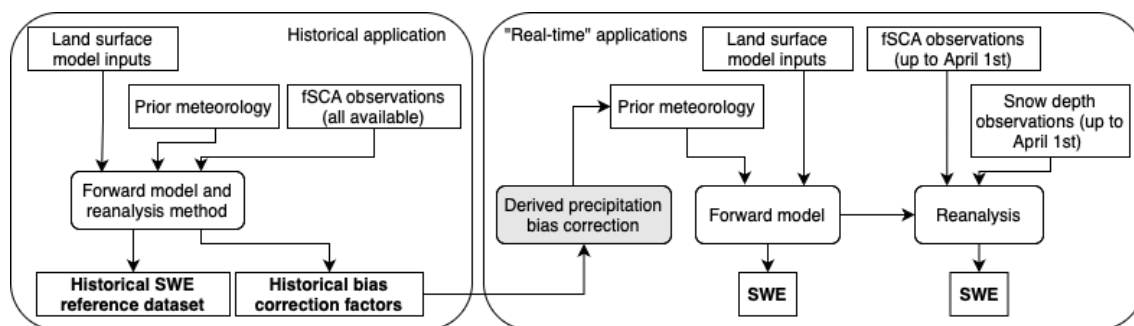 Historical application
Land surface
model inputs
Prior meteorology
fSCA observations
(all available)
Forward model and
reanalysis method
Historical SWE
reference dataset
Historical bias
correction factors
"Real-time" applications
Land surface
model inputs
fSCA observations
(up to April 1st)
Prior meteorology
Snow depth
observations (up to
April 1st)
Derived precipitation
bias correction
Forward model
Reanalysis
SWE
SWE